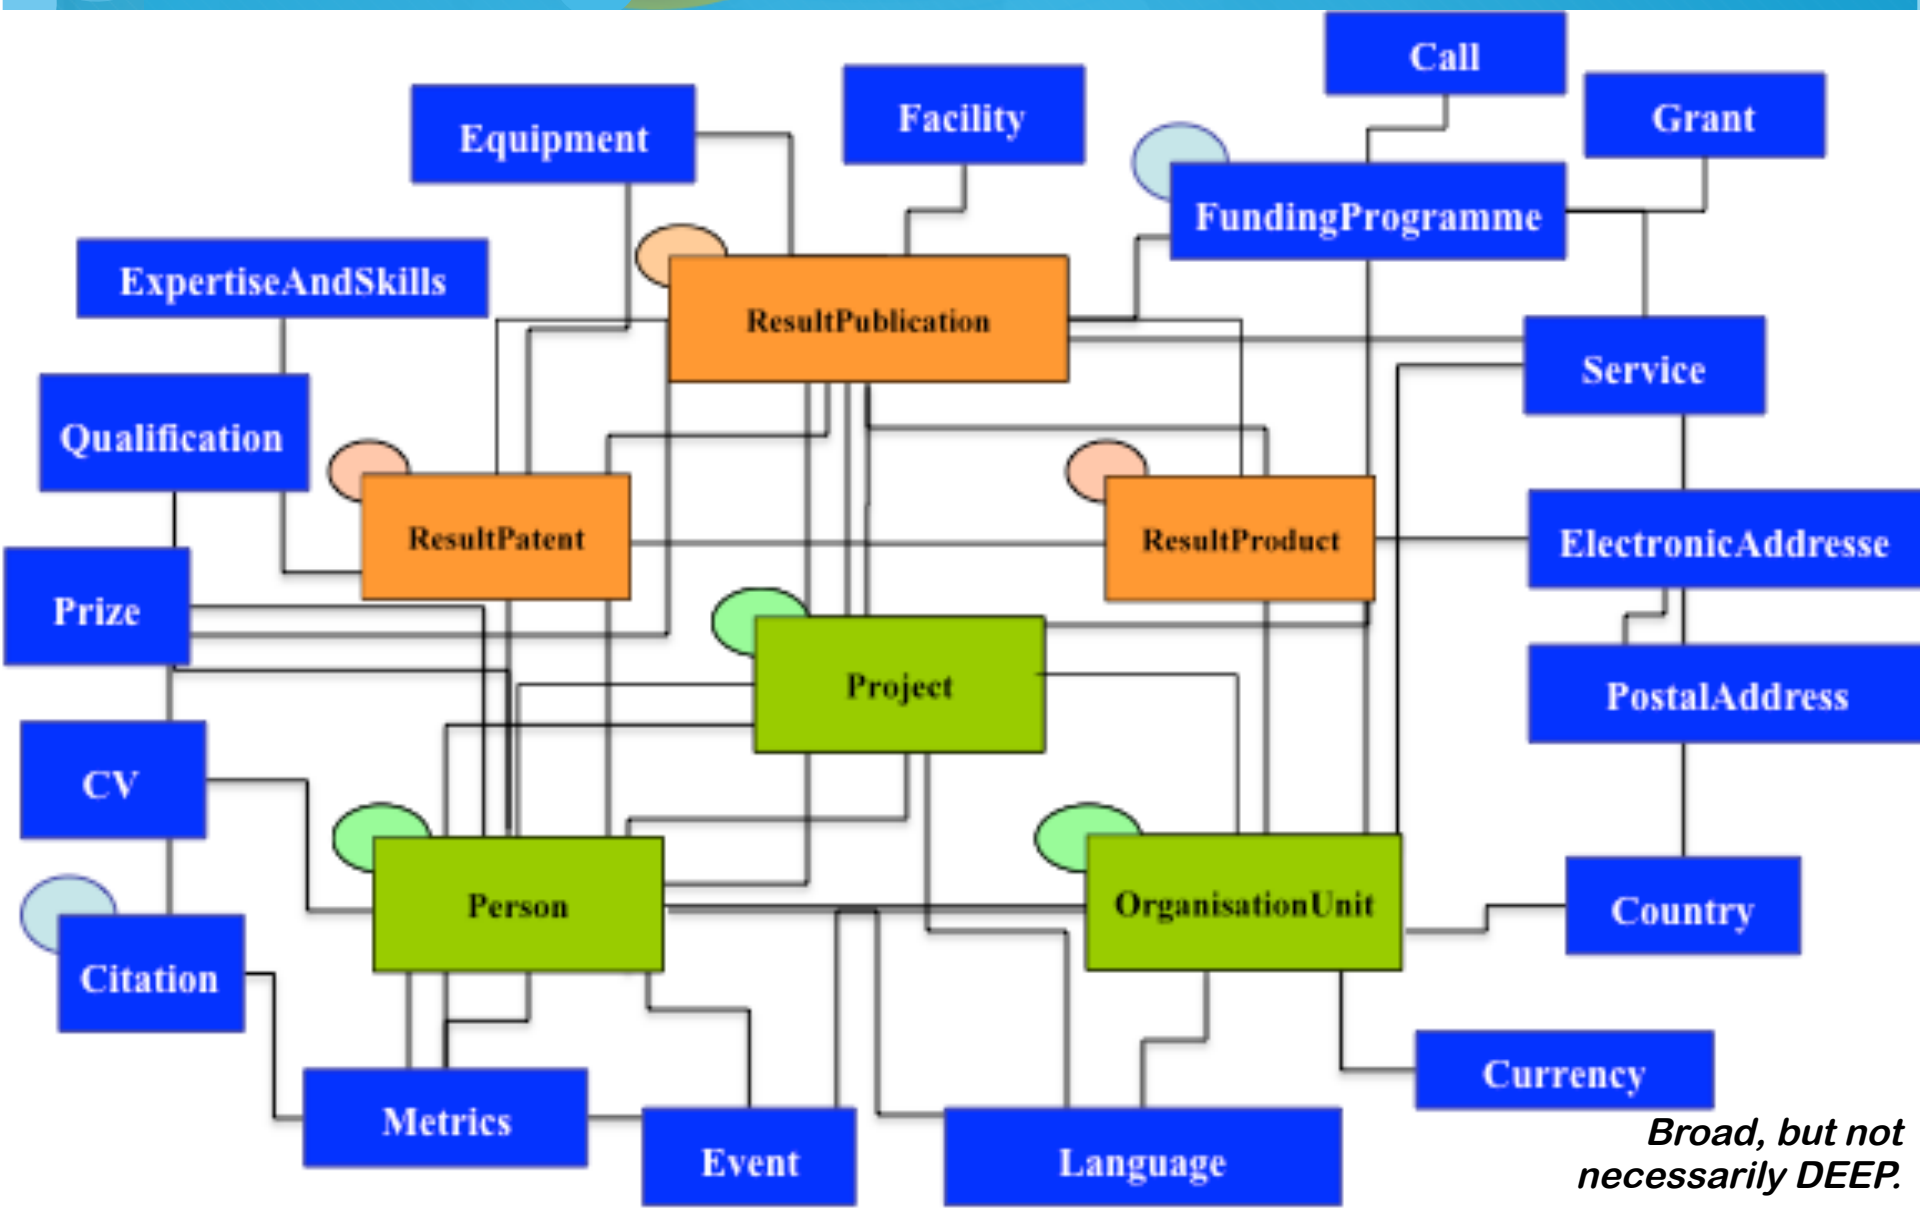 Call
Equipment
Facility
Grant
FundingProgramme
ExpertiseAndSkills
ResultPublication
Service
Qualification
ResultPatent
ResultProduct
ElectronicAddresse
Prize
Project
PostalAddress
CV
Person
OrganisationUnit
Country
Citation
Currency
Metrics
Event
Language
Broad, but not
necessarily DEEP.